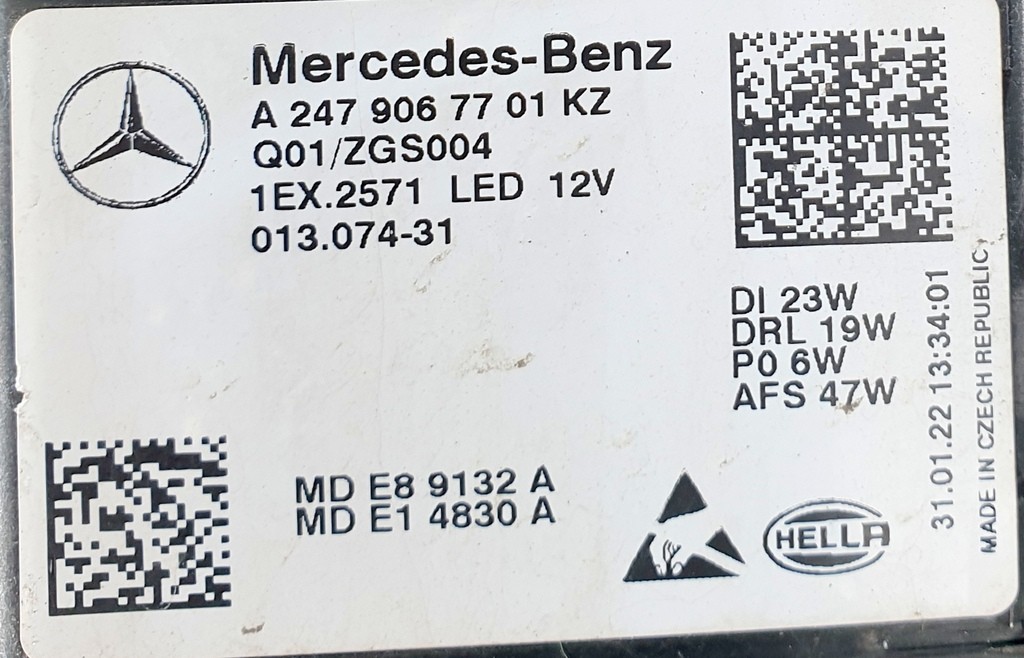 Mercedes-Benz
A 247 906 77 01 KZ
Q01/ZGS004
1EX.2571 LED 12V
013.074-31
DI 23W
DRL 19W
PO 6W
AFS 47W
31.01.22 13:34:01
MADE IN CZECH REPUBLIC
MD E8 9132 A
MD E1 4830 A
HELLA